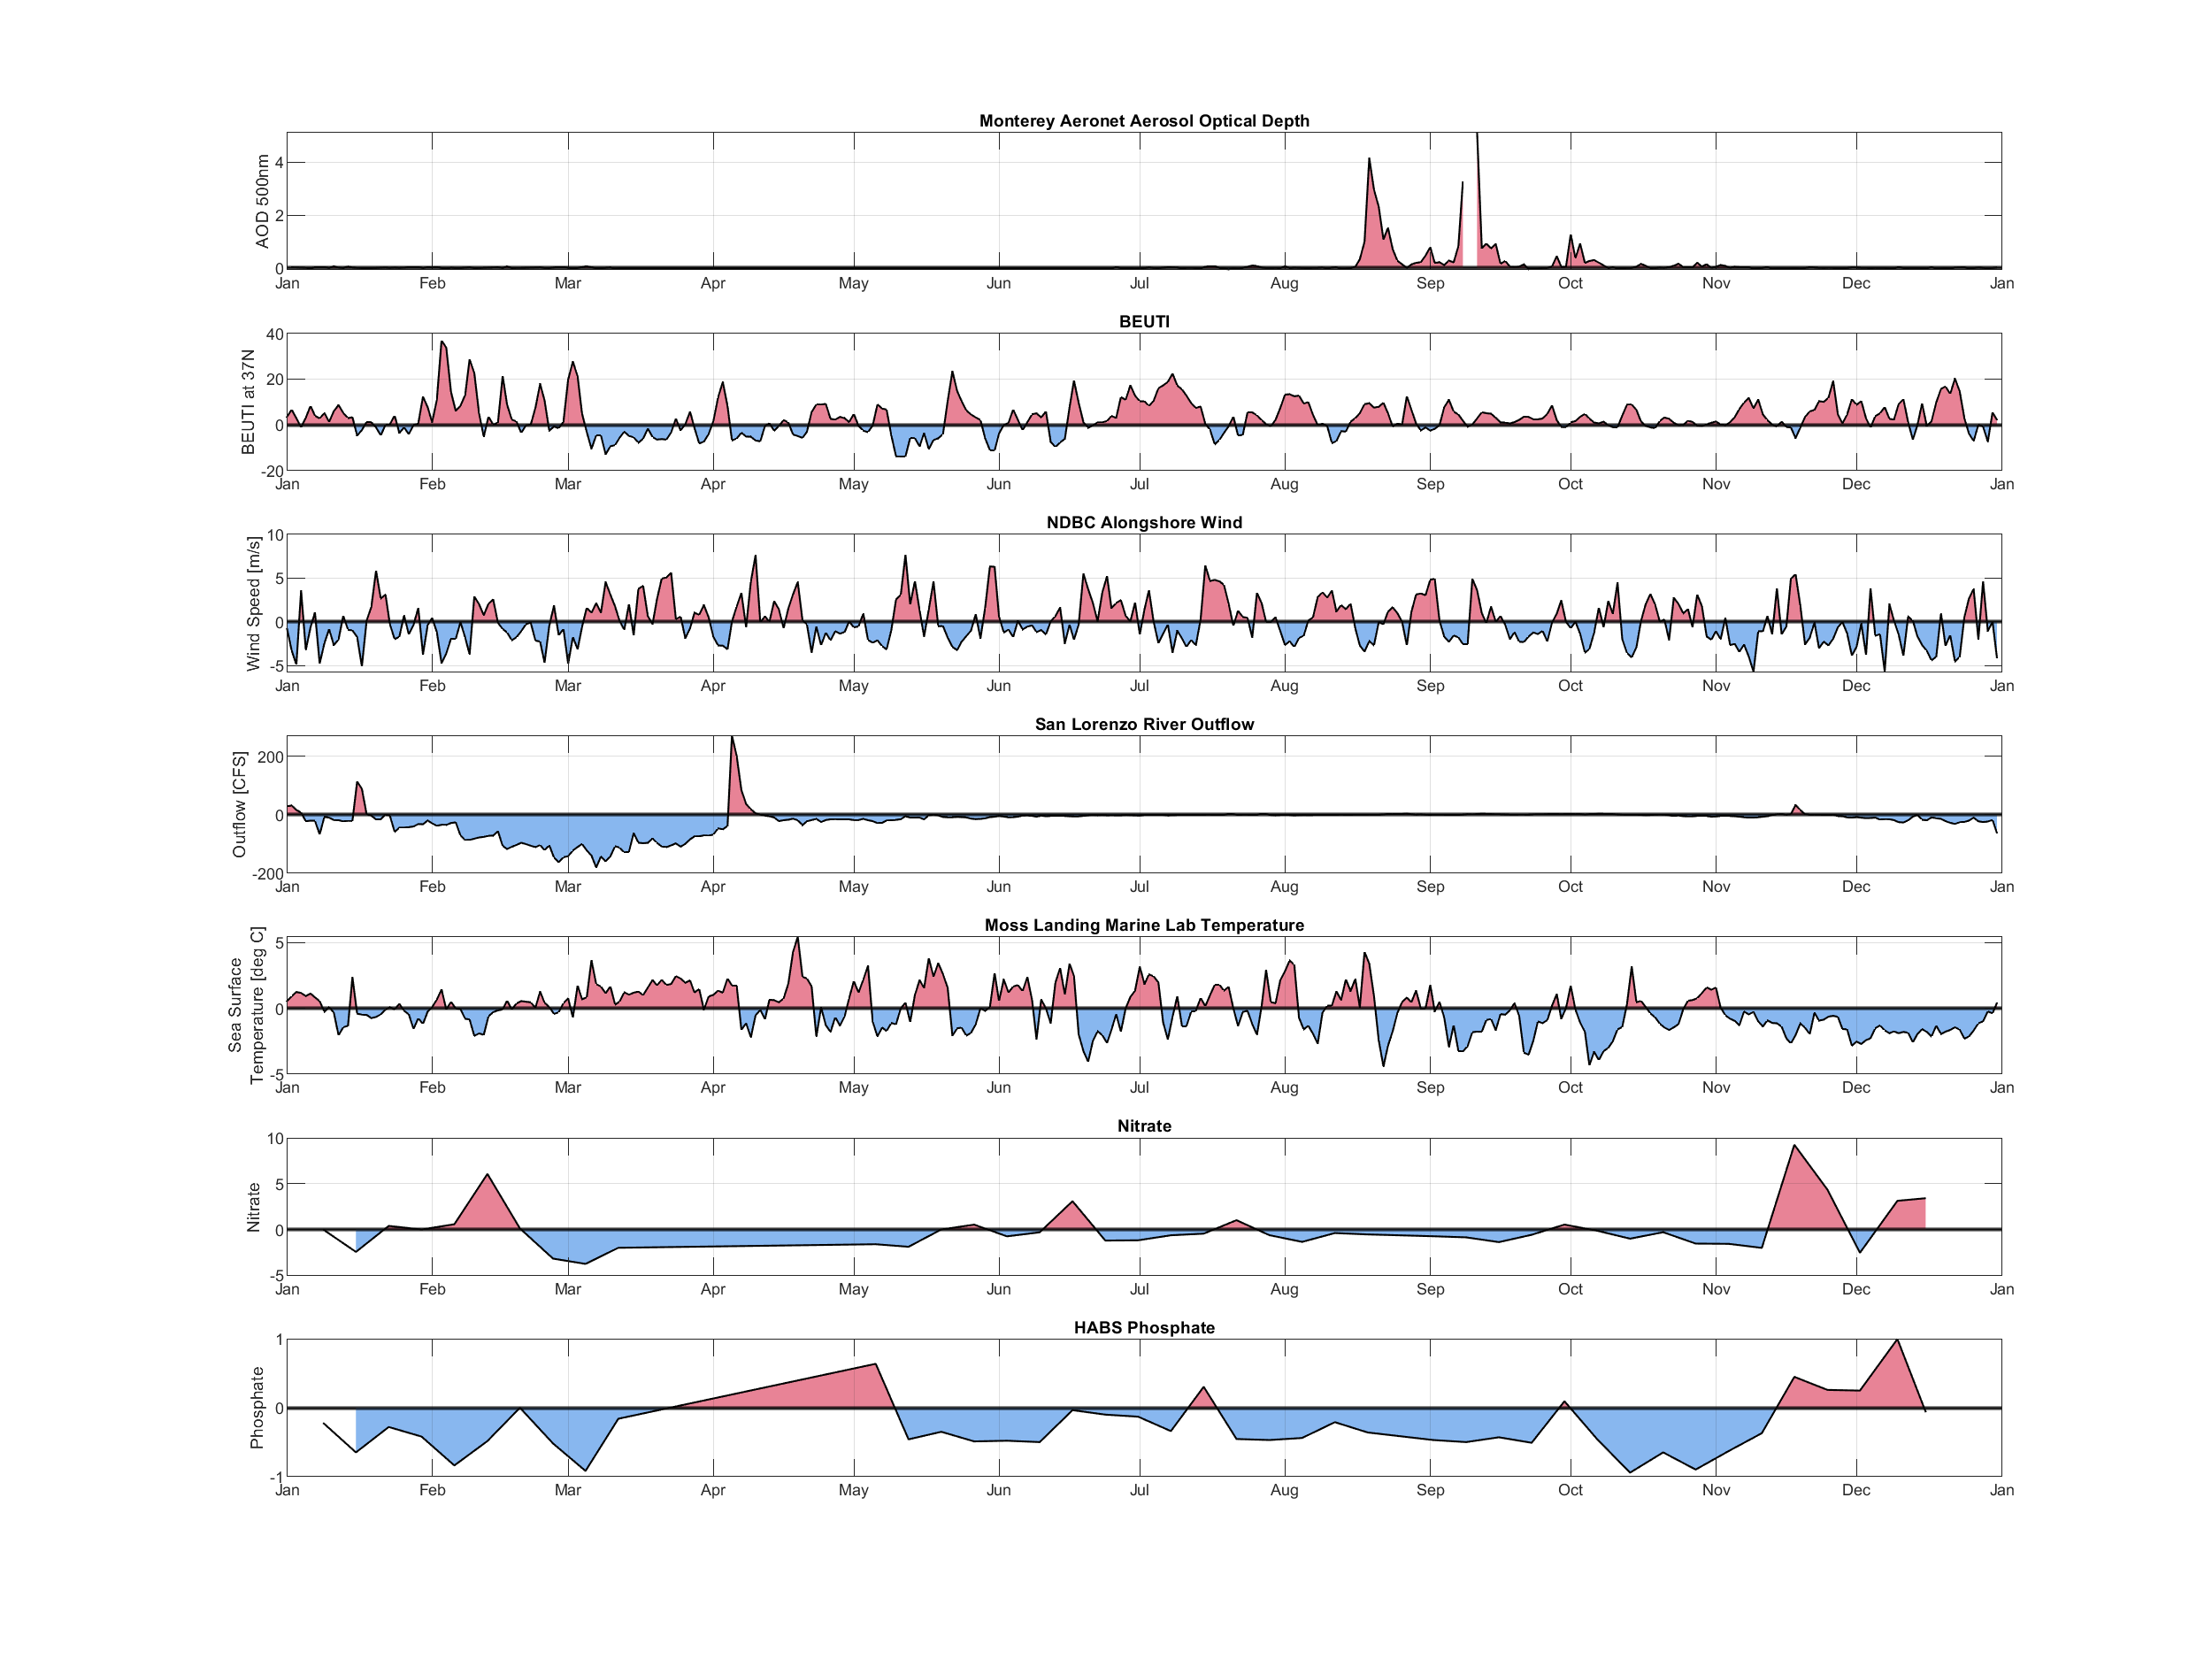 Monterey Aeronet Aerosol Optical Depth
AOD 500nm
4
2
0
Jan Feb Mar Apr May Jun Jul Aug Sep Oct Nov Dec Jan
BEUTI
BEUTI at 37N
40
20
0
-20
Jan Feb Mar Apr May Jun Jul Aug Sep Oct Nov Dec Jan
NDBC Alongshore Wind
Wind Speed [m/s]
10
5
0
-5
Jan Feb Mar Apr May Jun Jul Aug Sep Oct Nov Dec Jan
San Lorenzo River Outflow
Outflow [CFS]
200
0
-200
Jan Feb Mar Apr May Jun Jul Aug Sep Oct Nov Dec Jan
Moss Landing Marine Lab Temperature
Sea Surface
Temperature [deg C]
5
0
-5
Jan Feb Mar Apr May Jun Jul Aug Sep Oct Nov Dec Jan
Nitrate
Nitrate
10
5
0
-5
Jan Feb Mar Apr May Jun Jul Aug Sep Oct Nov Dec Jan
HABS Phosphate
Phosphate
1
0
-1
Jan Feb Mar Apr May Jun Jul Aug Sep Oct Nov Dec Jan